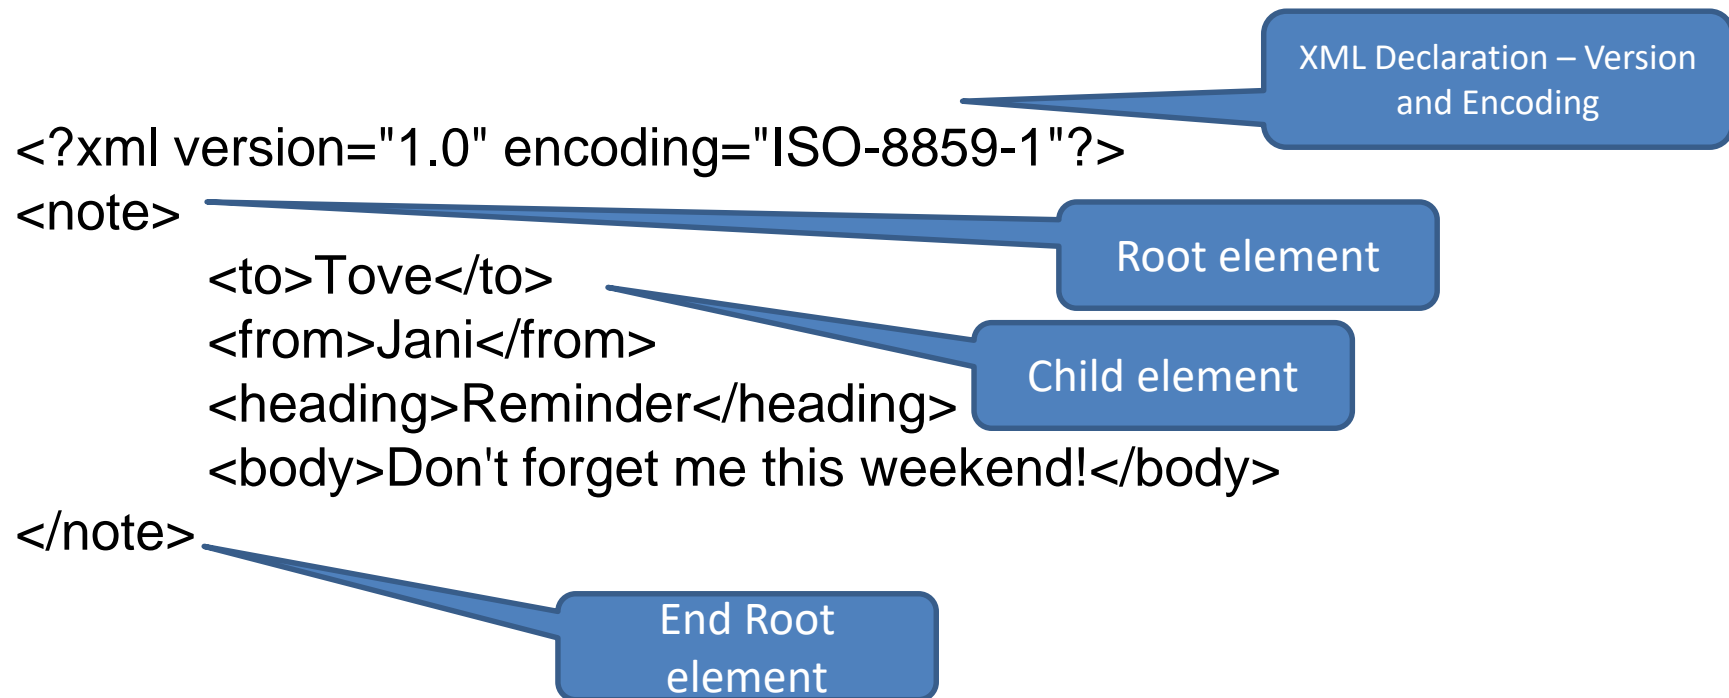 XML Declaration – Version
and Encoding
<?xml version="1.0" encoding="ISO-8859-1"?>
<note>
Root element
<to>Tove</to>
<from>Jani</from>
Child element
<heading>Reminder</heading>
<body>Don't forget me this weekend!</body>
</note>
End Root
element